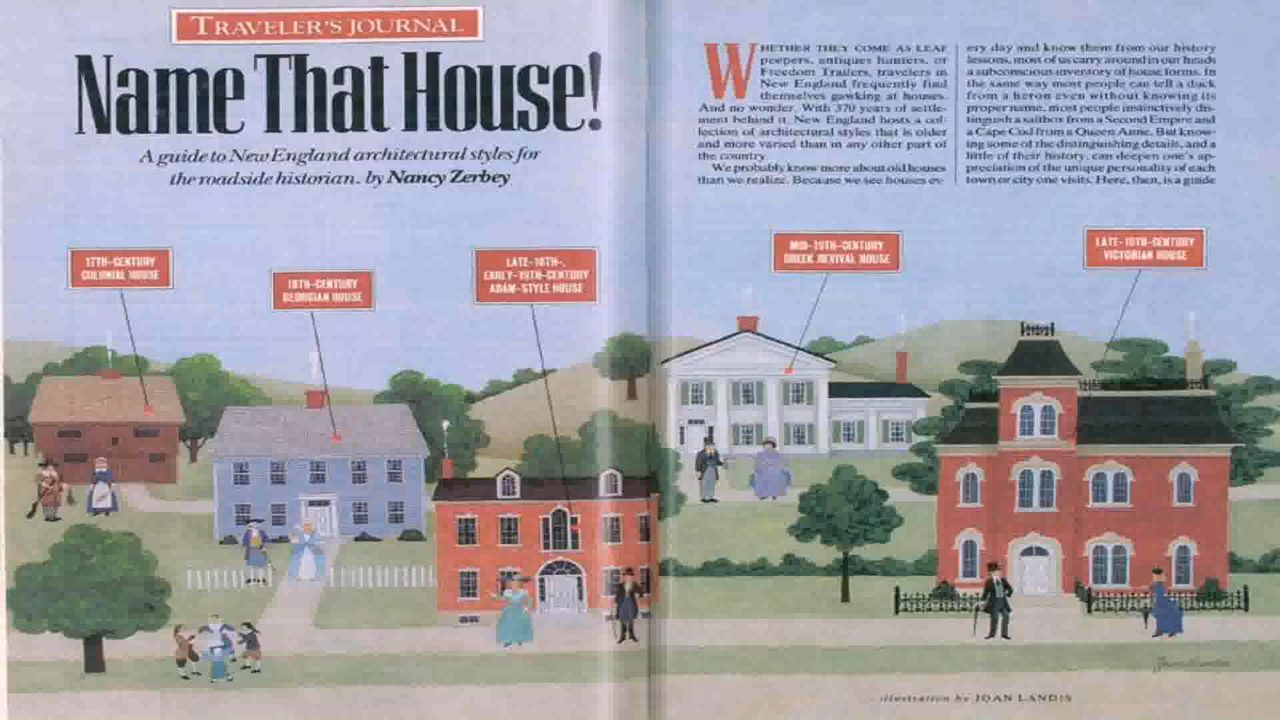 TRAVELER'S JOURNAL
Name That House!
A guide to New England architectural styles for
the roadside historian. by Nancy Zerbey
WHETHER THEY COME AS LEAF
peepers, antiques hunters, or
Freedom Trailers, travelers in
New England frequently find
themselves gawking at houses.
And no wonder. With 370 years of settle-
ment behind it, New England hosts a col-
lection of architectural styles that is older
and more varied than in any other part of
the country.
We probably know more about old houses
than we realize. Because we see houses ev-
ery day and know them from our history
lessons, most of us carry around in our heads
a subconscious inventory of house forms. In
the same way most people can tell a duck
from a heron even without knowing its
proper name, most people instinctively dis-
tinguish a saltbox from a Second Empire and
a Cape Cod from a Queen Anne. But know-
ing some of the distinguishing details, and a
little of their history, can deepen one's ap-
preciation of the unique personality of each
town or city one visits. Here, then, is a guide
17TH-CENTURY
COLONIAL HOUSE
18TH-CENTURY
GEORGIAN HOUSE
LATE-18TH-,
EARLY-19TH-CENTURY
ADAM-STYLE HOUSE
MID-19TH-CENTURY
GREEK REVIVAL HOUSE
LATE-19TH-CENTURY
VICTORIAN HOUSE
illustration by JOAN LANDIS